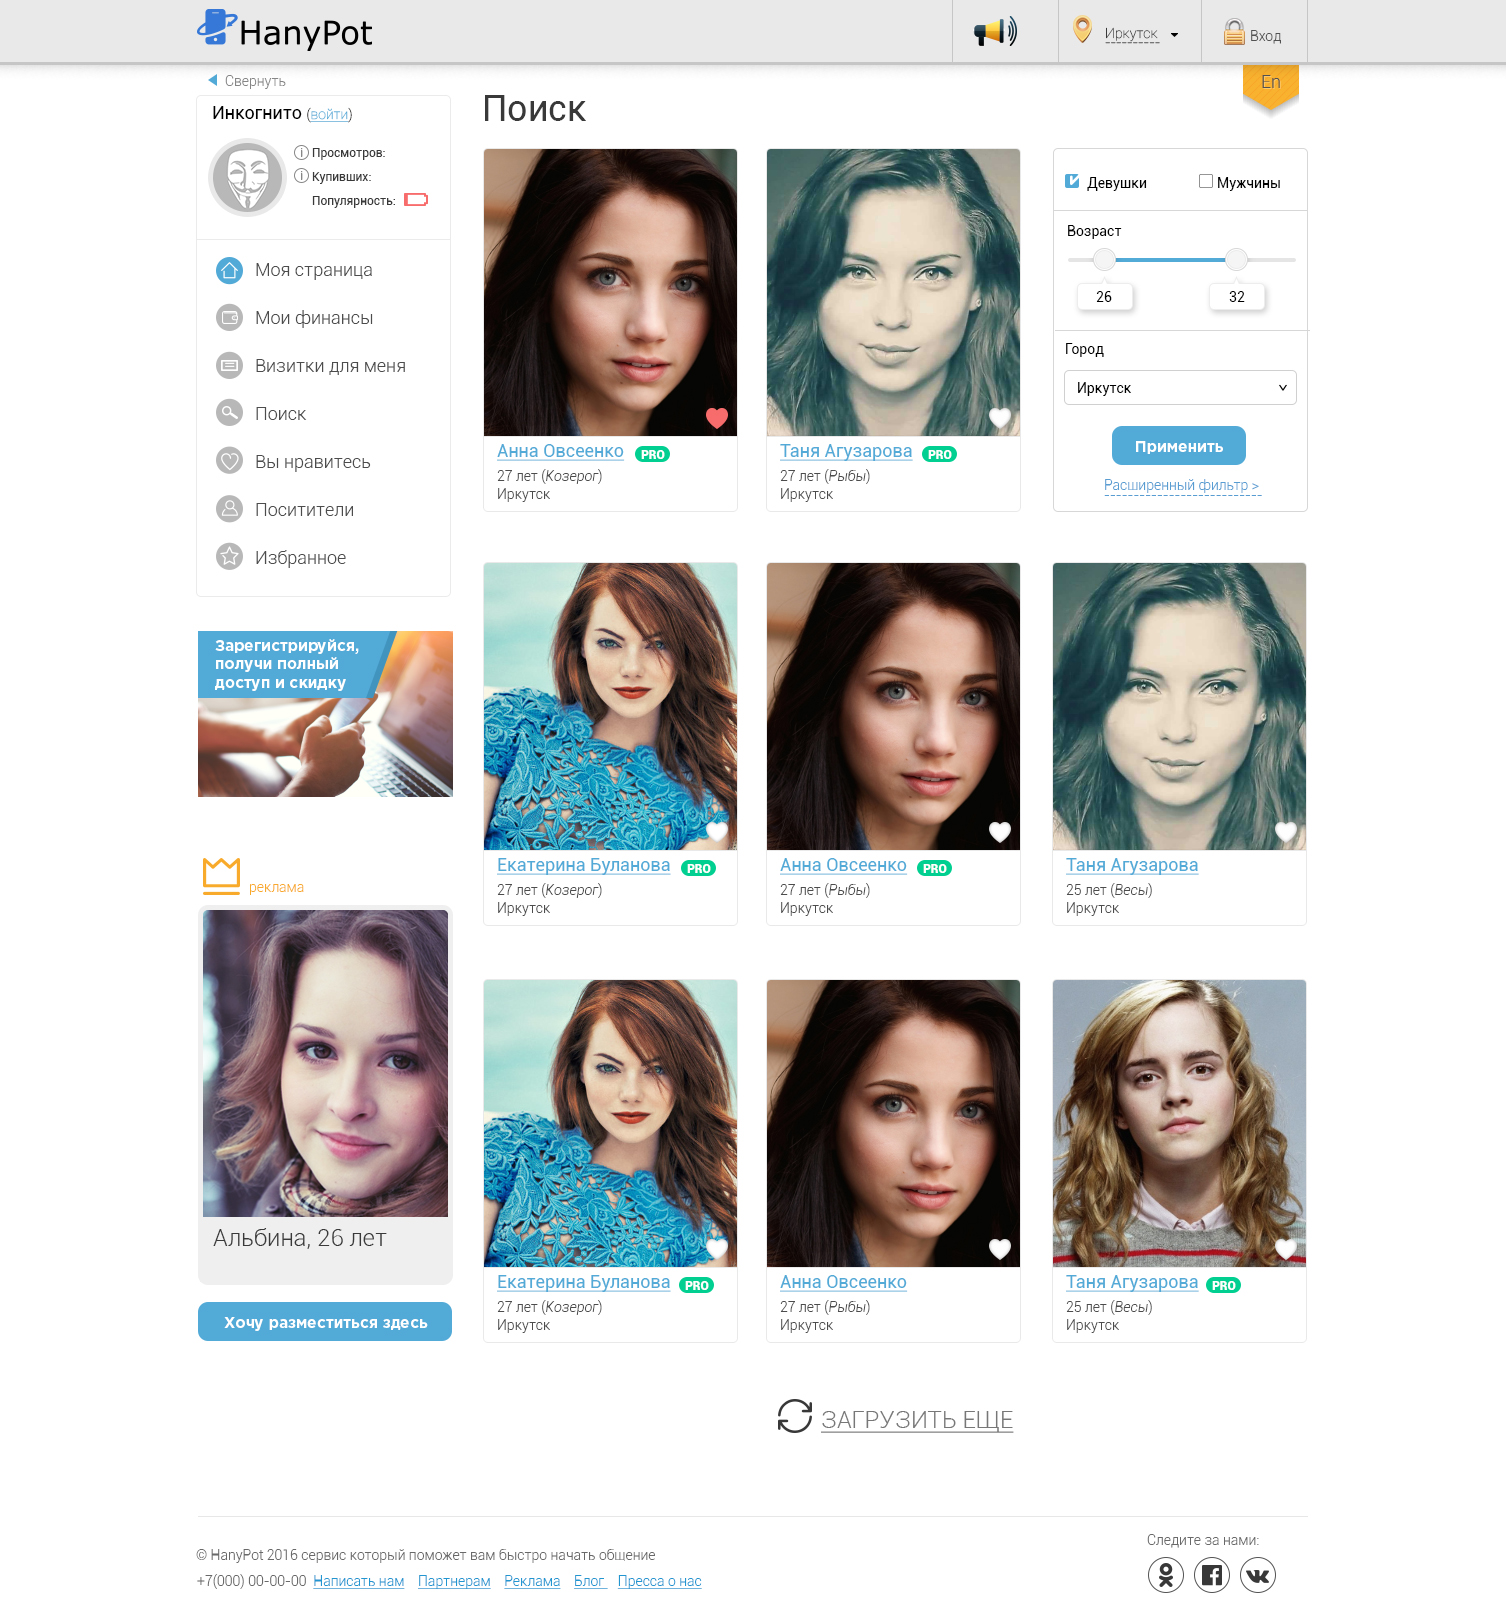 HanyPot
Иркутск
Вход
Свернуть
En
Инкогнито (войти)
Просмотров:
Купивших:
Популярность:
Моя страница
Мои финансы
Визитки для меня
Поиск
Вы нравитесь
Поситители
Избранное
Зарегистрируйся,
получи полный
доступ и скидку
реклама
Альбина, 26 лет
Хочу разместиться здесь
Поиск
Анна Овсеенко PRO
27 лет (Козерог)
Иркутск
Таня Агузарова PRO
27 лет (Рыбы)
Иркутск
Девушки
Мужчины
Возраст
26
32
Город
Иркутск
Применить
Расширенный фильтр >
Екатерина Буланова PRO
27 лет (Козерог)
Иркутск
Анна Овсеенко PRO
27 лет (Рыбы)
Иркутск
Таня Агузарова
25 лет (Весы)
Иркутск
Екатерина Буланова PRO
27 лет (Козерог)
Иркутск
Анна Овсеенко
27 лет (Рыбы)
Иркутск
Таня Агузарова PRO
25 лет (Весы)
Иркутск
ЗАГРУЗИТЬ ЕЩЕ
© HanyPot 2016 сервис который поможет вам быстро начать общение
+7(000) 00-00-00 Написать нам Партнерам Реклама Блог Пресса о нас
Следите за нами: